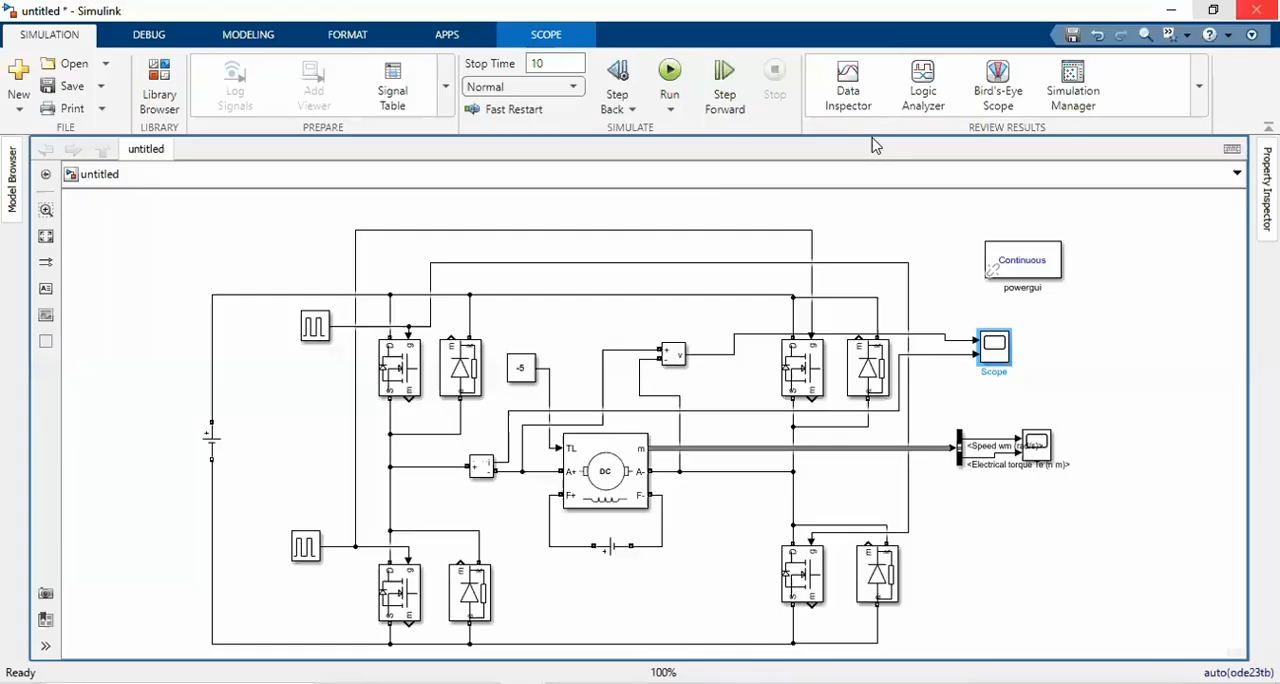 untitled * - Simulink
SIMULATION DEBUG MODELING FORMAT APPS SCOPE
New Open Save Print
FILE
Library Browser
LIBRARY
Log Signals Add Viewer Signal Table
PREPARE
Stop Time 10
Normal
Fast Restart
Step Back Run Step Forward Stop
SIMULATE
Data Inspector Logic Analyzer Bird's-Eye Scope Simulation Manager
REVIEW RESULTS
Model Browser
Property Inspector
untitled
untitled
Continuous
powergui
D g
S m
m
D g
S m
m
-5
+
-
v
Scope
TL m
A+ DC A-
F+ F-
+ i
-
+
<Speed wm (rad/s)>
<Electrical torque Te (n m)>
+
D g
S m
m
D g
S m
m
Ready 100% auto(ode23tb)